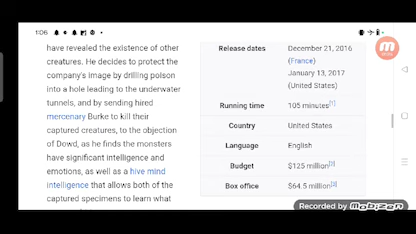 1:06
have revealed the existence of other
creatures. He decides to protect the
company's image by drilling poison
into a hole leading to the underwater
tunnels, and by sending hired
mercenary Burke to kill their
captured creatures, to the objection
of Dowd, as he finds the monsters
have significant intelligence and
emotions, as well as a hive mind
intelligence that allows both of the
captured specimens to learn what
Release dates December 21, 2016
(France)
January 13, 2017
(United States)
Running time 105 minutes[1]
Country United States
Language English
Budget $125 million[2]
Box office $64.5 million[3]
Recorded by Mobizen